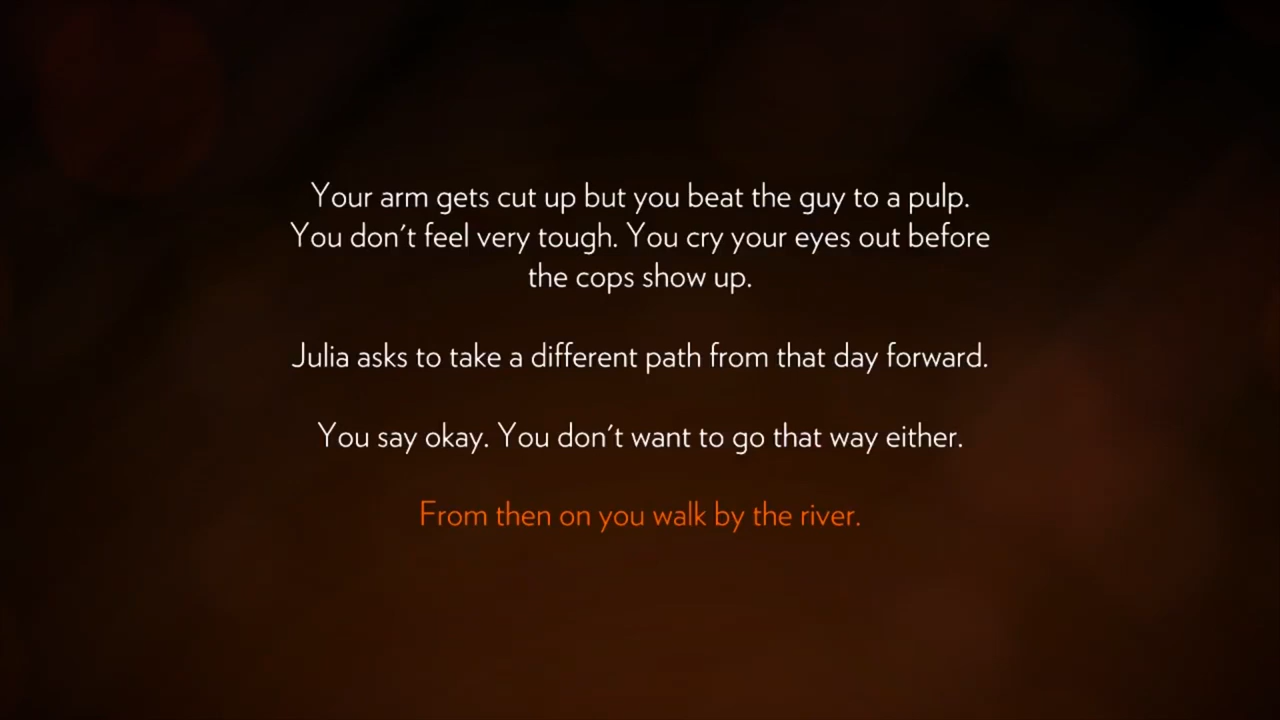 Your arm gets cut up but you beat the guy to a pulp.
You don't feel very tough. You cry your eyes out before
the cops show up.
Julia asks to take a different path from that day forward.
You say okay. You don't want to go that way either.
From then on you walk by the river.